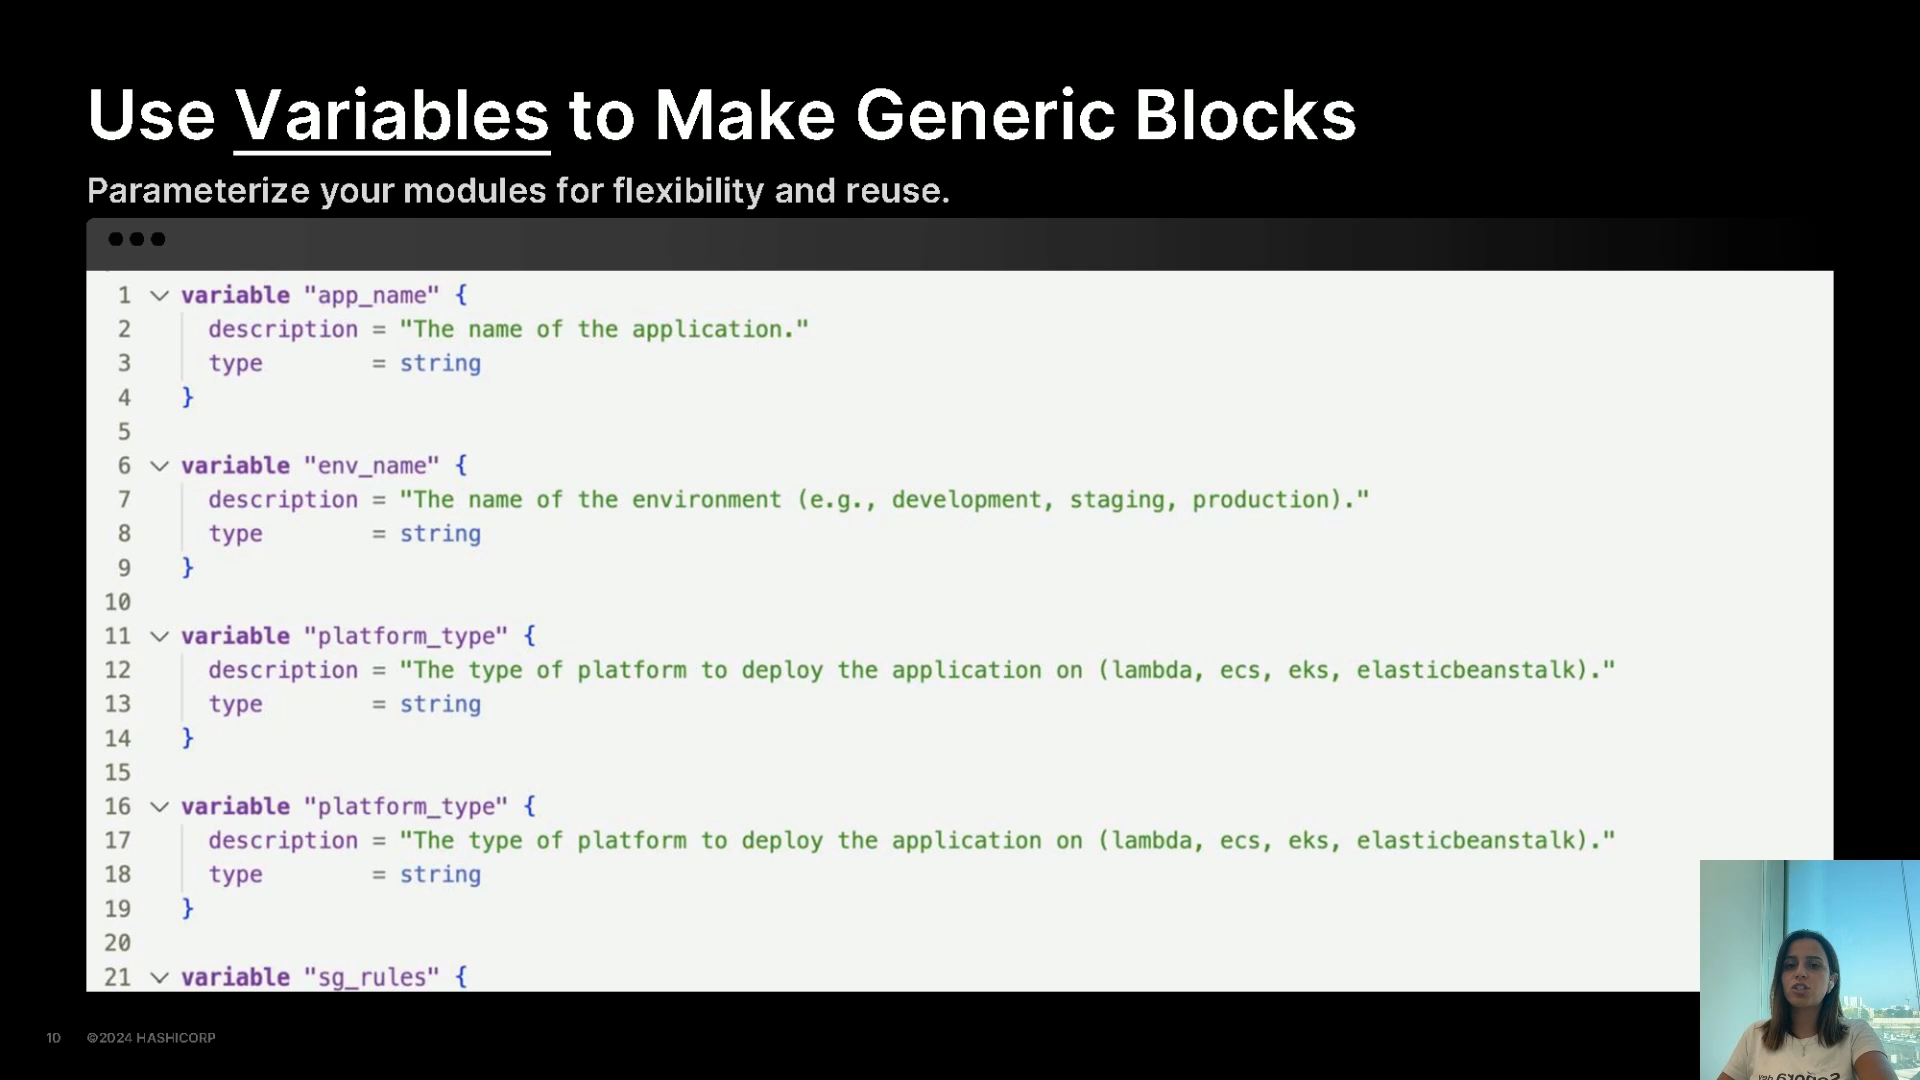 Use Variables to Make Generic Blocks
Parameterize your modules for flexibility and reuse.
1 variable "app_name" {
2 description = "The name of the application."
3 type = string
4 }
5
6 variable "env_name" {
7 description = "The name of the environment (e.g., development, staging, production)."
8 type = string
9 }
10
11 variable "platform_type" {
12 description = "The type of platform to deploy the application on (lambda, ecs, eks, elasticbeanstalk)."
13 type = string
14 }
15
16 variable "platform_type" {
17 description = "The type of platform to deploy the application on (lambda, ecs, eks, elasticbeanstalk)."
18 type = string
19 }
20
21 variable "sg_rules" {
10 ©2024 HASHICORP